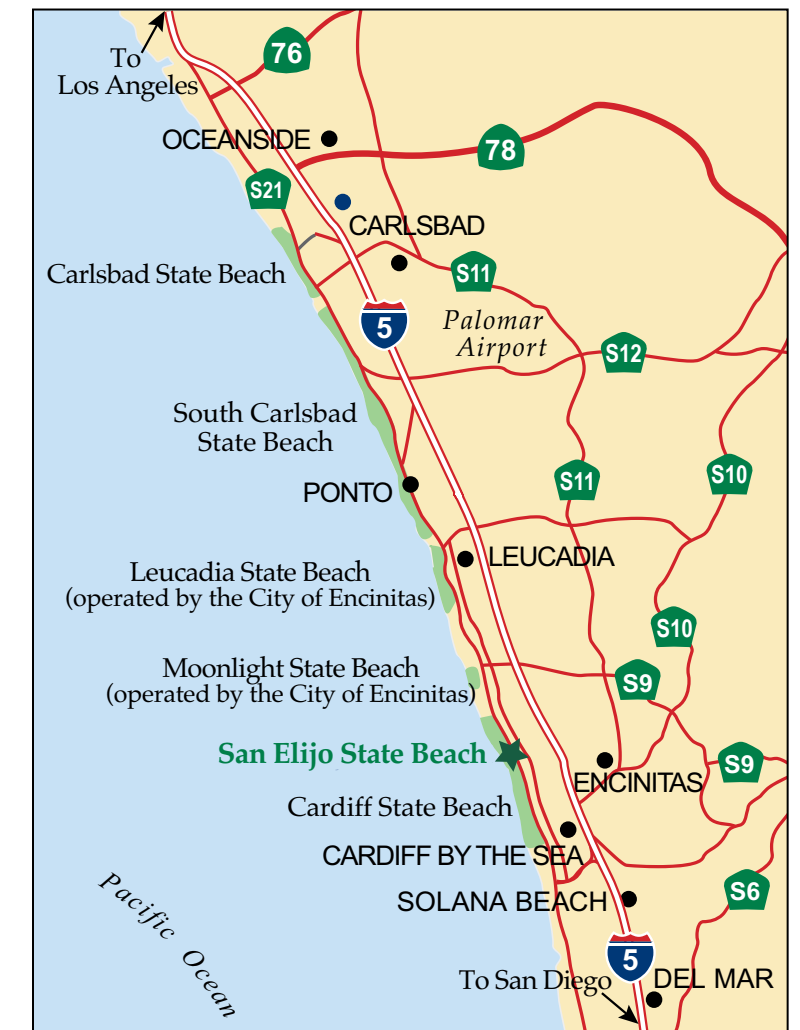 To
Los Angeles
76
OCEANSIDE
78
S21
CARLSBAD
Carlsbad State Beach
S11
5
Palomar
Airport
S12
South Carlsbad
State Beach
S11
S10
PONTO
LEUCADIA
Leucadia State Beach
(operated by the City of Encinitas)
S10
Moonlight State Beach
(operated by the City of Encinitas)
S9
San Elijo State Beach
S9
ENCINITAS
Cardiff State Beach
CARDIFF BY THE SEA
S6
SOLANA BEACH
Pacific Ocean
5
To San Diego
DEL MAR